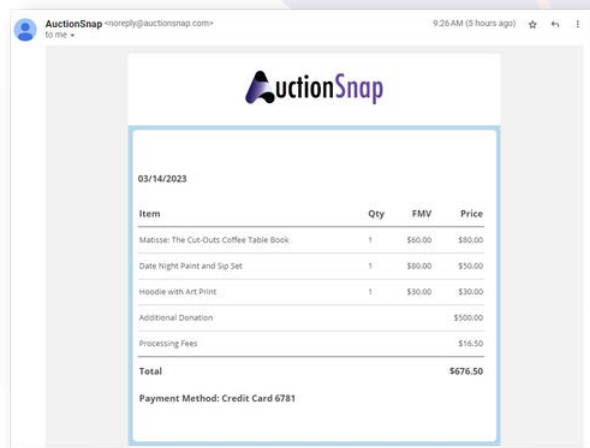 AuctionSnap <noreply@auctionsnap.com> 9:26 AM (5 hours ago)
to me
AuctionSnap
03/14/2023
Item Qty FMV Price
Matisse: The Cut-Outs Coffee Table Book 1 $60.00 $80.00
Date Night Paint and Sip Set 1 $80.00 $50.00
Hoodie with Art Print 1 $30.00 $30.00
Additional Donation $500.00
Processing Fees $16.50
Total $676.50
Payment Method: Credit Card 6781